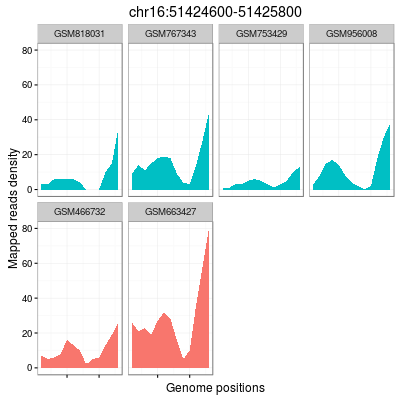 chr16:51424600-51425800
GSM818031 GSM767343 GSM753429 GSM956008
80
60
40
20
0
GSM466732 GSM663427
80
60
40
20
0
Mapped reads density
Genome positions